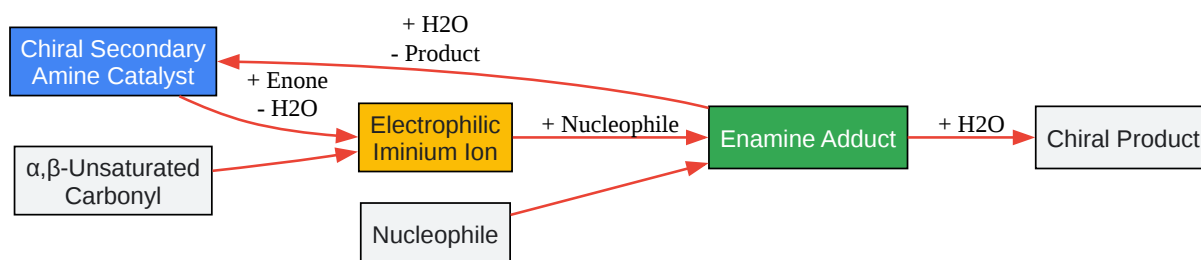 + H2O
- Product
Chiral Secondary
Amine Catalyst
+ Enone
- H2O
Electrophilic
Iminium Ion
+ Nucleophile
Enamine Adduct
+ H2O
Chiral Product
α,β-Unsaturated
Carbonyl
Nucleophile